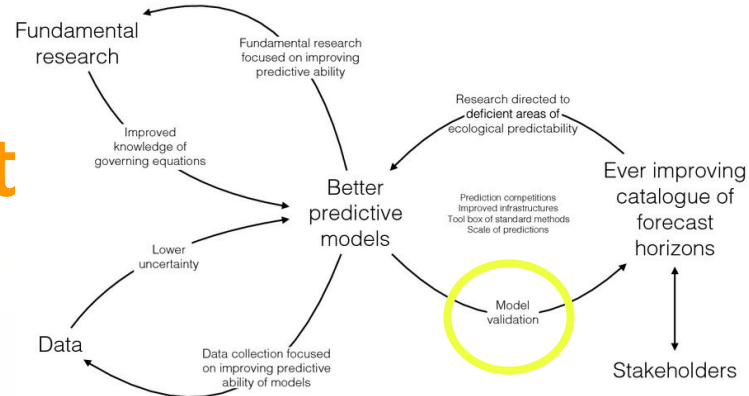 Fundamental
research
Fundamental research
focused on improving
predictive ability
Improved
knowledge of
governing equations
t
Better
predictive
models
Research directed to
deficient areas of
ecological predictability
Prediction competitions
Improved infrastructures
Tool box of standard methods
Scale of predictions
Ever improving
catalogue of
forecast
horizons
Lower
uncertainty
Model
validation
Data
Data collection focused
on improving predictive
ability of models
Stakeholders